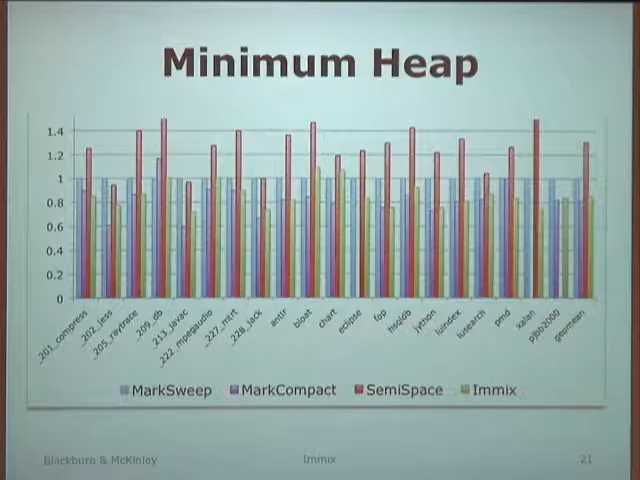 Minimum Heap
1.4
1.2
1
0.8
0.6
0.4
0.2
0
_201_compress
_202_jess
_205_raytrace
_209_db
_213_javac
_222_mpegaudio
_227_mtrt
_228_jack
antlr
bloat
chart
eclipse
fop
hsqldb
jython
luindex
lusearch
pmd
xalan
pjbb2000
geomean
MarkSweep MarkCompact SemiSpace Immix
Blackburn & McKinley Immix 21